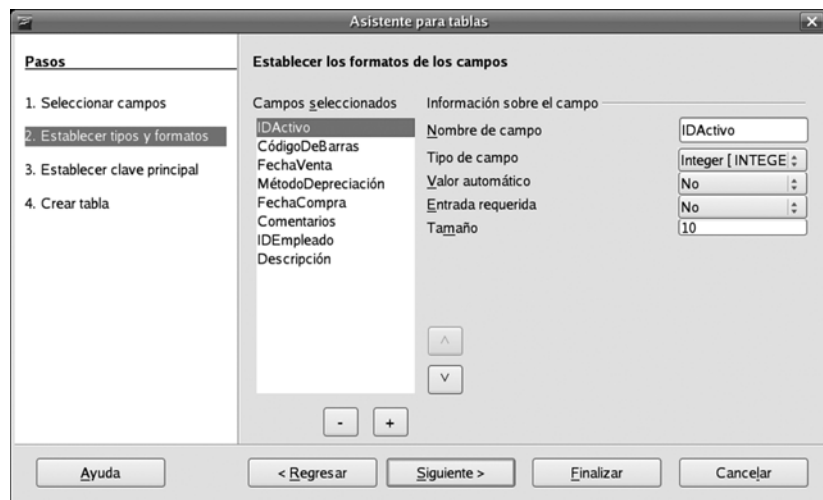 Asistente para tablas
Pasos
1. Seleccionar campos
2. Establecer tipos y formatos
3. Establecer clave principal
4. Crear tabla
Establecer los formatos de los campos
Campos seleccionados
IDActivo
CódigoDeBarras
FechaVenta
MétodoDepreciación
FechaCompra
Comentarios
IDEmpleado
Descripción
- +
Información sobre el campo
Nombre de campo IDActivo
Tipo de campo Integer [ INTEGE
Valor automático No
Entrada requerida No
Tamaño 10
Ayuda < Regresar Siguiente > Finalizar Cancelar